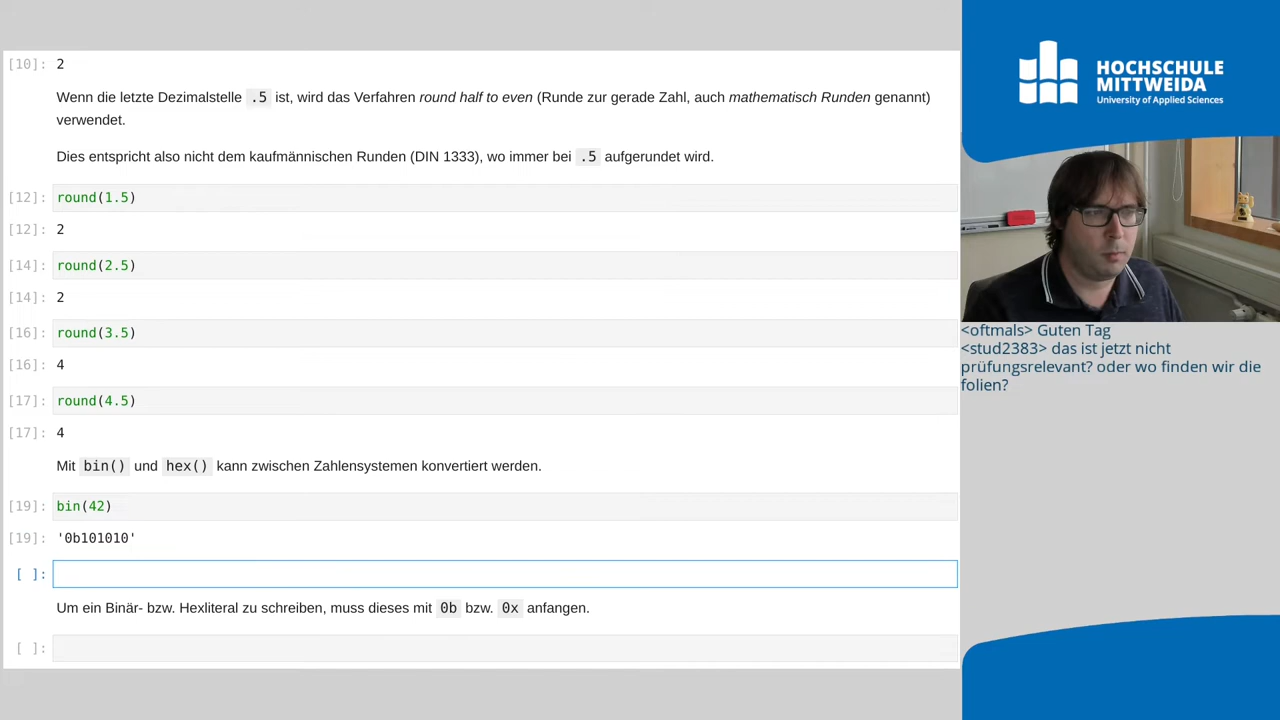 [10]: 2
Wenn die letzte Dezimalstelle .5 ist, wird das Verfahren round half to even (Runde zur gerade Zahl, auch mathematisch Runden genannt)
verwendet.
Dies entspricht also nicht dem kaufmännischen Runden (DIN 1333), wo immer bei .5 aufgerundet wird.
[12]: round(1.5)
[12]: 2
[14]: round(2.5)
[14]: 2
[16]: round(3.5)
[16]: 4
[17]: round(4.5)
[17]: 4
Mit bin() und hex() kann zwischen Zahlensystemen konvertiert werden.
[19]: bin(42)
[19]: '0b101010'
[ ]:
Um ein Binär- bzw. Hexliteral zu schreiben, muss dieses mit 0b bzw. 0x anfangen.
[ ]:
HOCHSCHULE
MITTWEIDA
University of Applied Sciences
<oftmals> Guten Tag
<stud2383> das ist jetzt nicht
prüfungsrelevant? oder wo finden wir die
folien?